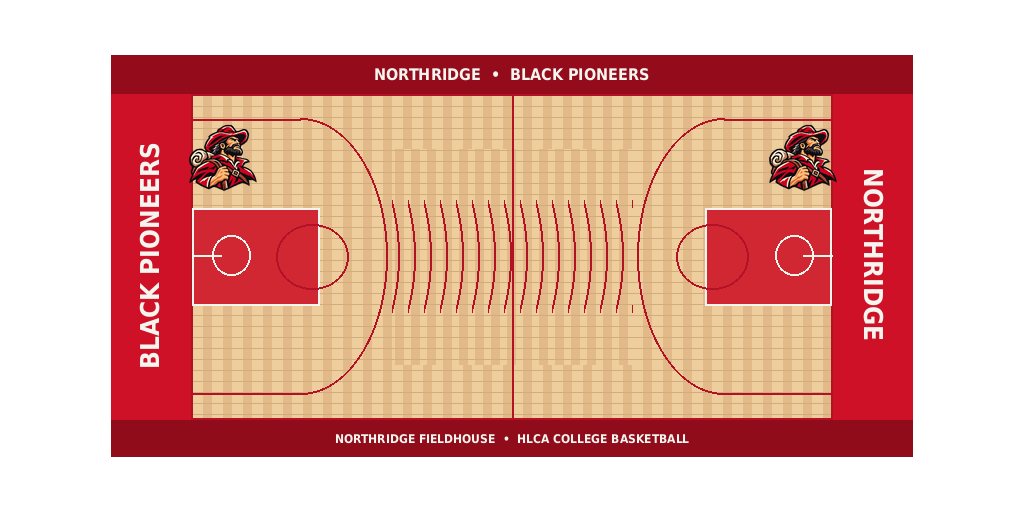 NORTHRIDGE • BLACK PIONEERS
BLACK PIONEERS
NORTHRIDGE
NORTHRIDGE FIELDHOUSE • HLCA COLLEGE BASKETBALL